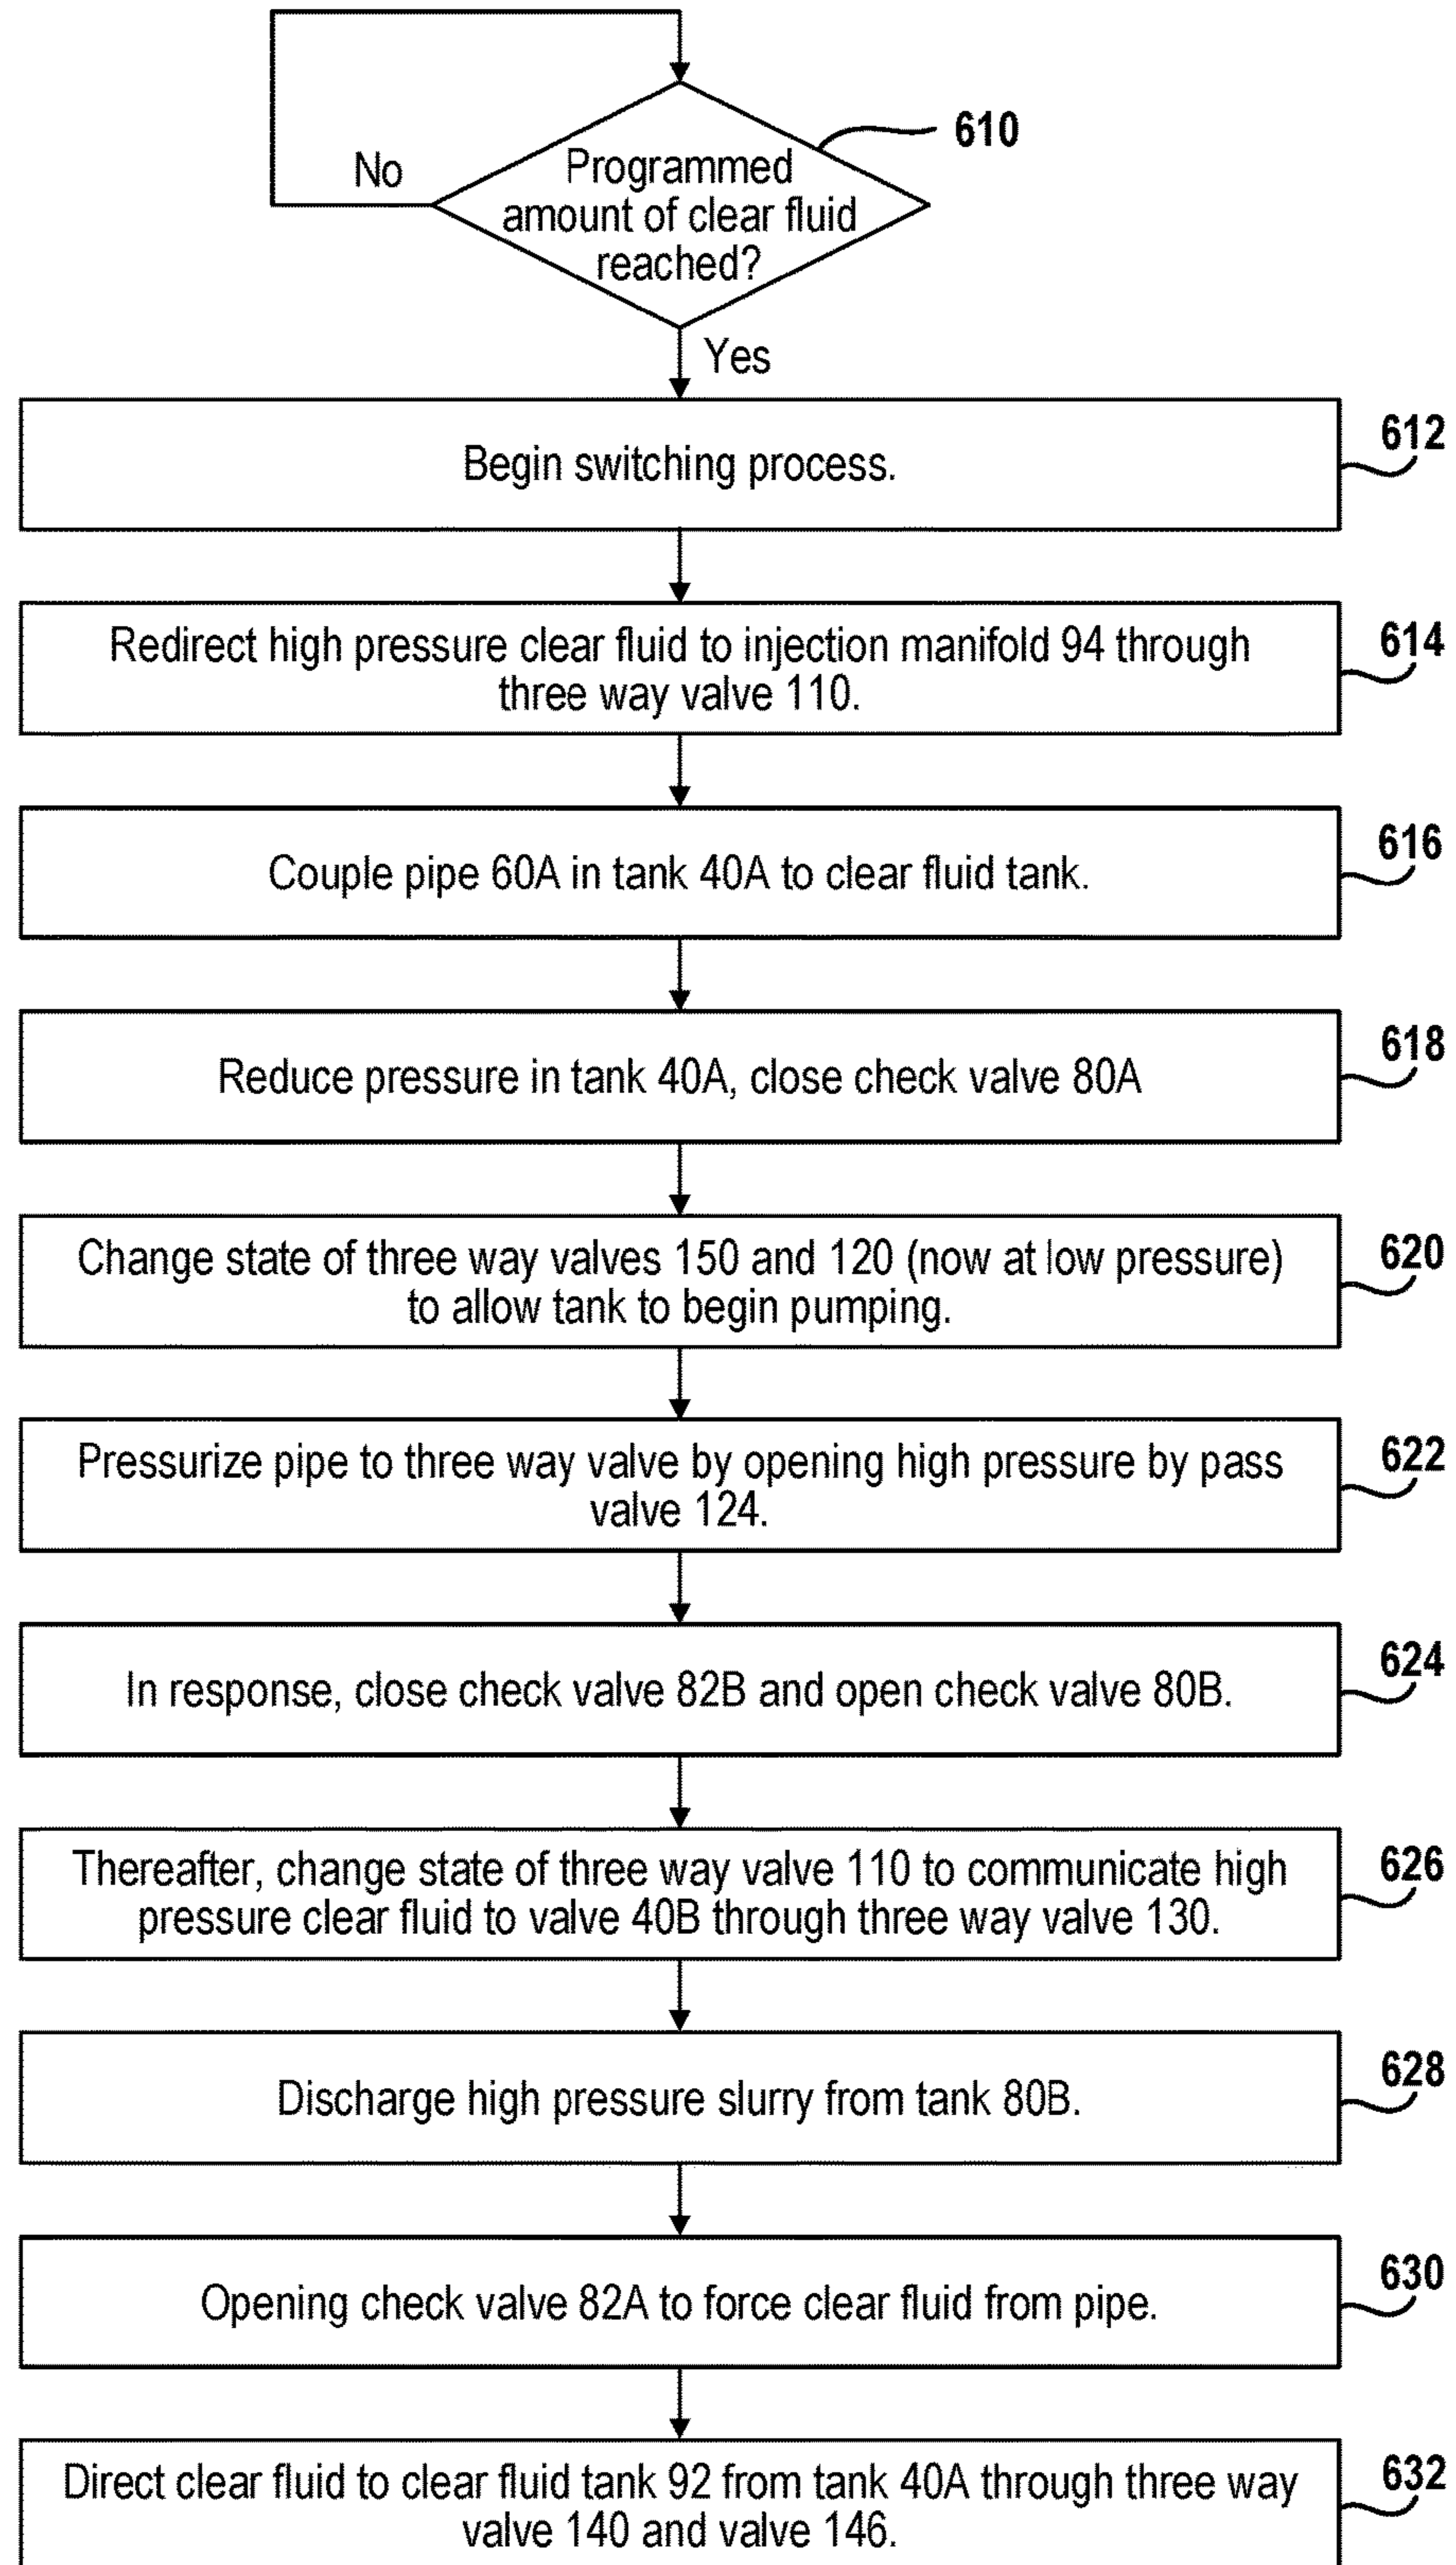 610
No
Programmed
amount of clear fluid
reached?
Yes
612
Begin switching process.
614
Redirect high pressure clear fluid to injection manifold 94 through
three way valve 110.
616
Couple pipe 60A in tank 40A to clear fluid tank.
618
Reduce pressure in tank 40A, close check valve 80A
620
Change state of three way valves 150 and 120 (now at low pressure)
to allow tank to begin pumping.
622
Pressurize pipe to three way valve by opening high pressure by pass
valve 124.
624
In response, close check valve 82B and open check valve 80B.
626
Thereafter, change state of three way valve 110 to communicate high
pressure clear fluid to valve 40B through three way valve 130.
628
Discharge high pressure slurry from tank 80B.
630
Opening check valve 82A to force clear fluid from pipe.
632
Direct clear fluid to clear fluid tank 92 from tank 40A through three way
valve 140 and valve 146.